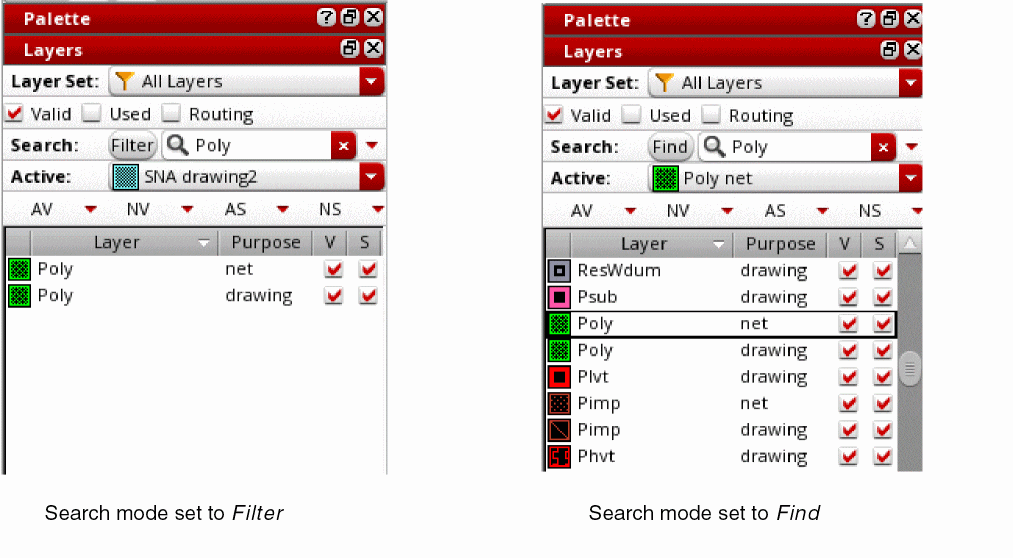 Palette
Layers
Layer Set: All Layers
Valid Used Routing
Search: Filter Poly
Active: SNA drawing2
AV NV AS NS
Layer Purpose V S
Poly net
Poly drawing
Search mode set to Filter
Palette
Layers
Layer Set: All Layers
Valid Used Routing
Search: Find Poly
Active: Poly net
AV NV AS NS
Layer Purpose V S
ResWdum drawing
Psub drawing
Poly net
Poly drawing
Plvt drawing
Pimp net
Pimp drawing
Phvt drawing
Search mode set to Find